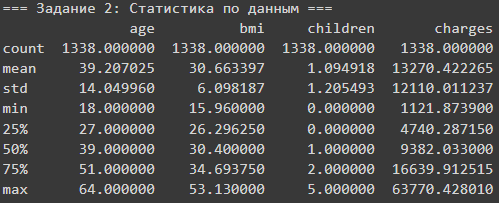 === Задание 2: Статистика по данным ===
age bmi children charges
count 1338.000000 1338.000000 1338.000000 1338.000000
mean 39.207025 30.663397 1.094918 13270.422265
std 14.049960 6.098187 1.205493 12110.011237
min 18.000000 15.960000 0.000000 1121.873900
25% 27.000000 26.296250 0.000000 4740.287150
50% 39.000000 30.400000 1.000000 9382.033000
75% 51.000000 34.693750 2.000000 16639.912515
max 64.000000 53.130000 5.000000 63770.428010